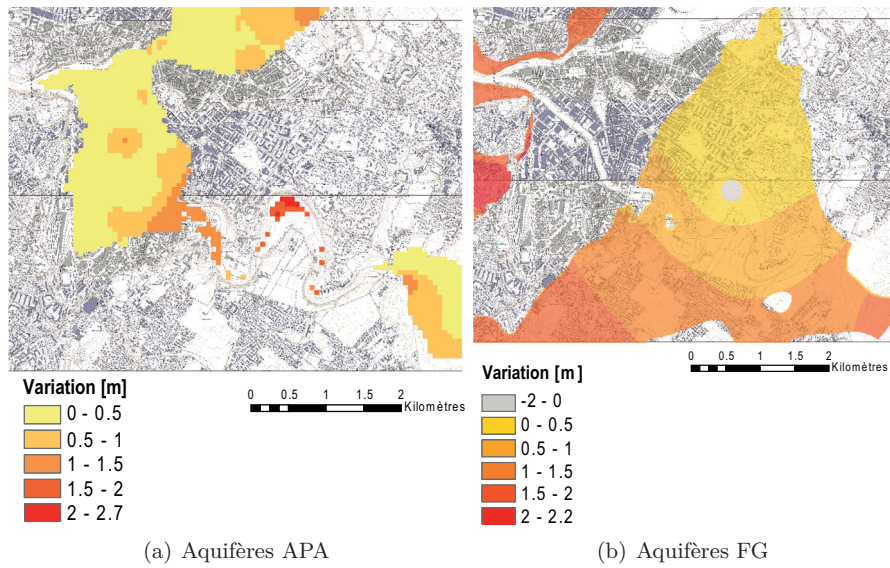 Variation [m]
0 - 0.5
0.5 - 1
1 - 1.5
1.5 - 2
2 - 2.7
0 0.5 1 1.5 2
Kilomètres
(a) Aquifères APA
Variation [m]
-2 - 0
0 - 0.5
0.5 - 1
1 - 1.5
1.5 - 2
2 - 2.2
0 0.5 1 1.5 2
Kilomètres
(b) Aquifères FG